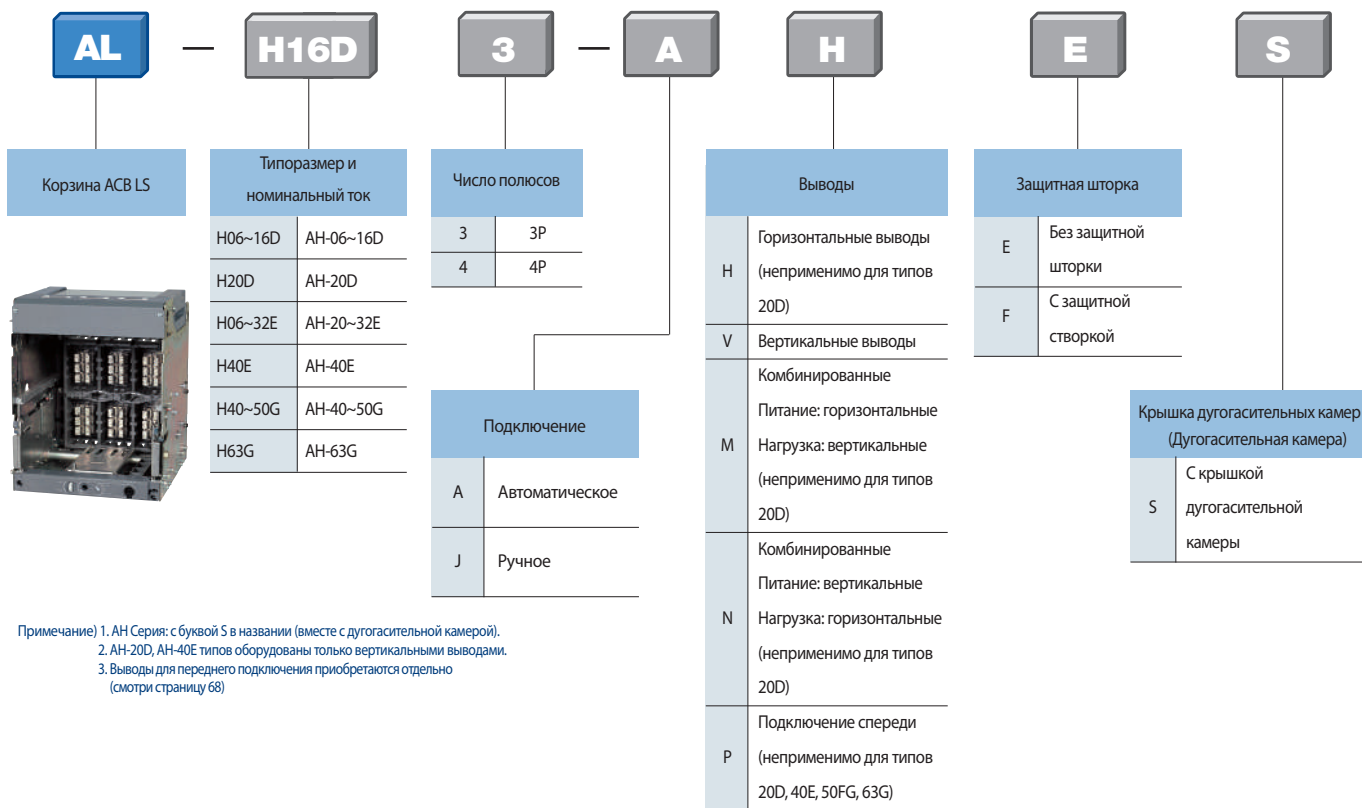 AL — H16D 3 — A H E S
Корзина ACB LS
Типоразмер и
номинальный ток
H06~16D AH-06~16D
H20D AH-20D
H06~32E AH-20~32E
H40E AH-40E
H40~50G AH-40~50G
H63G AH-63G
Число полюсов
3 3P
4 4P
Подключение
A Автоматическое
J Ручное
Выводы
H
Горизонтальные выводы
(неприменимо для типов
20D)
V Вертикальные выводы
M
Комбинированные
Питание: горизонтальные
Нагрузка: вертикальные
(неприменимо для типов
20D)
N
Комбинированные
Питание: вертикальные
Нагрузка: горизонтальные
(неприменимо для типов
20D)
P
Подключение спереди
(неприменимо для типов
20D, 40E, 50FG, 63G)
Защитная шторка
E
Без защитной
шторки
F
С защитной
створкой
Крышка дугогасительных камер
(Дугогасительная камера)
S
С крышкой
дугогасительной
камеры
Примечание) 1. AH Серия: с буквой S в названии (вместе с дугогасительной камерой).
2. AH-20D, AH-40E типов оборудованы только вертикальными выводами.
3. Выводы для переднего подключения приобретаются отдельно
(смотри страницу 68)